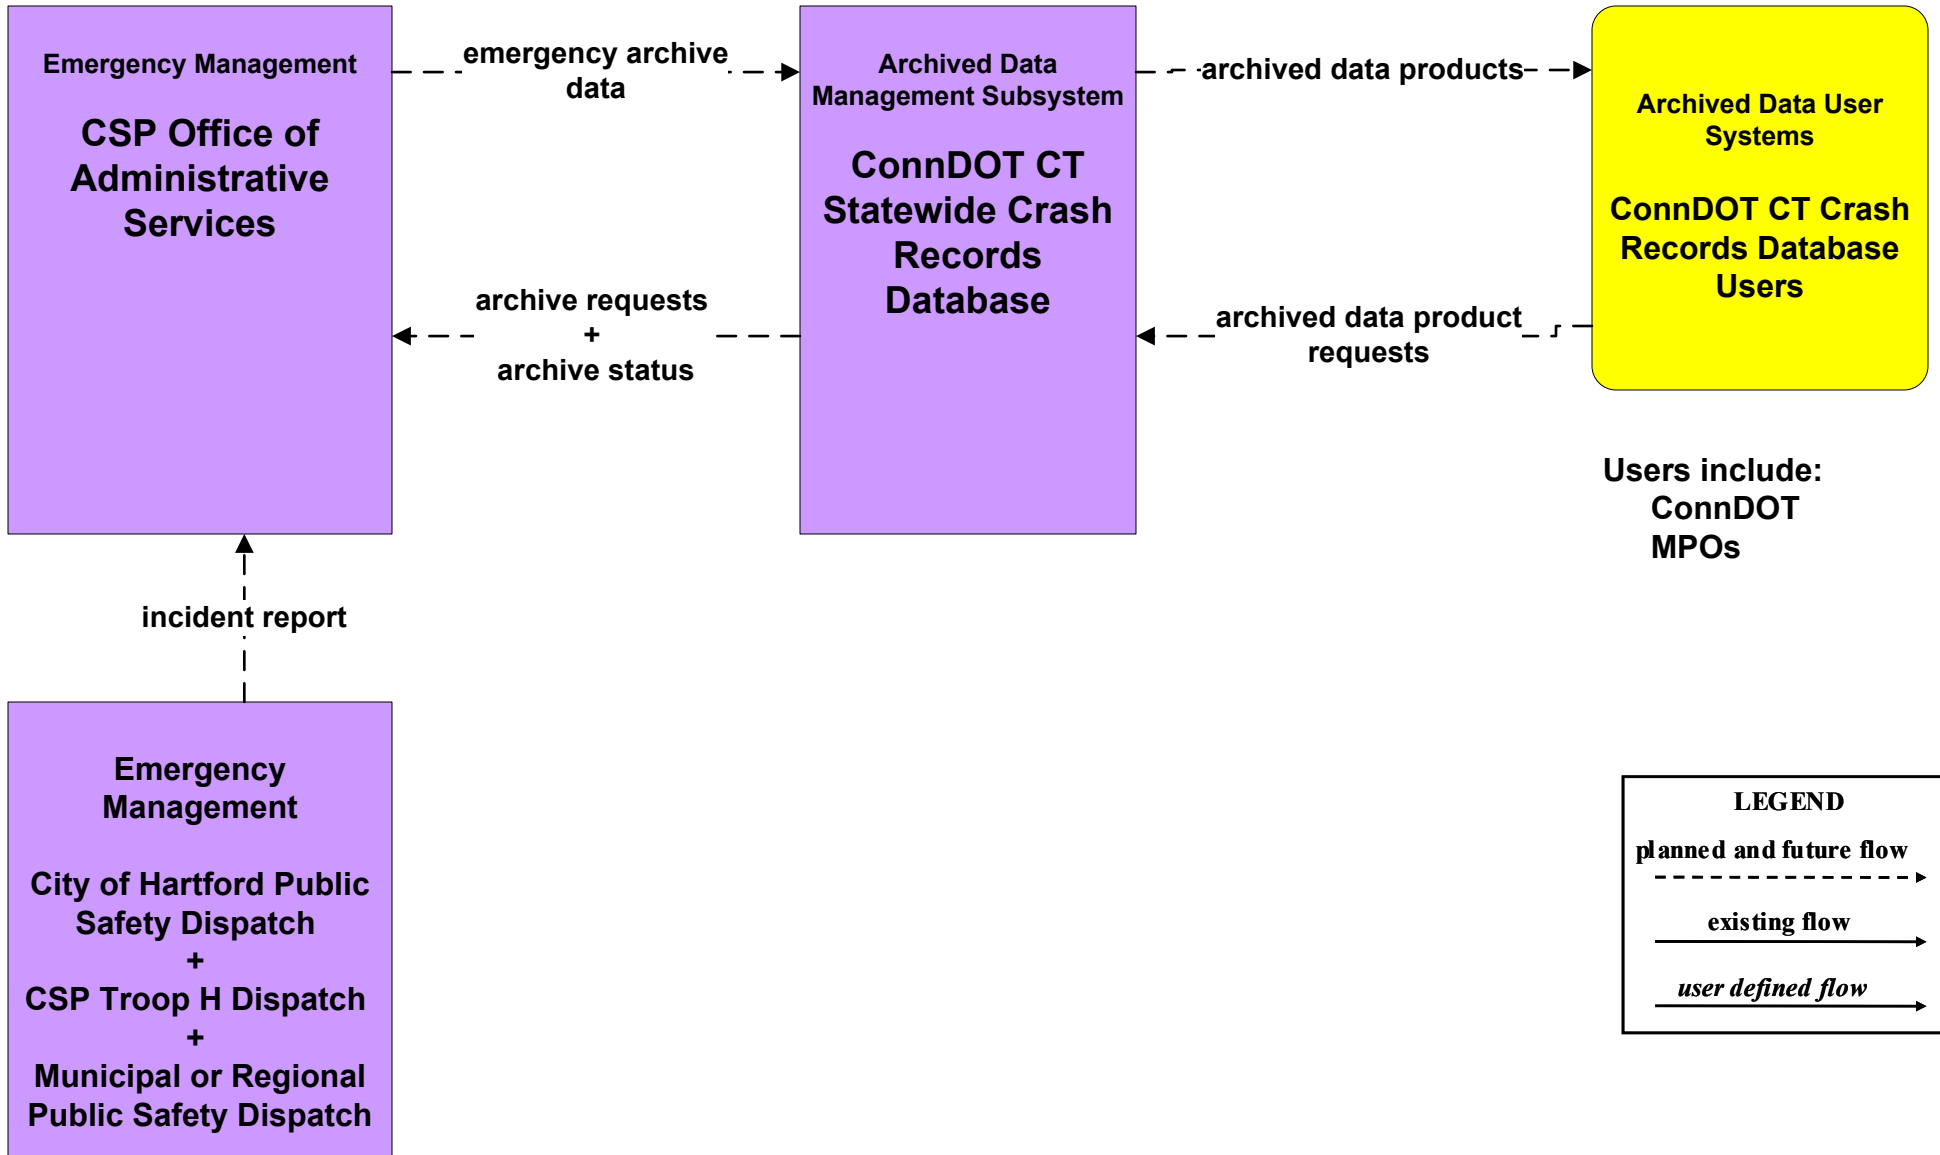 Emergency Management
CSP Office of
Administrative
Services
emergency archive
data
Archived Data
Management Subsystem
ConnDOT CT
Statewide Crash
Records
Database
archived data products
Archived Data User
Systems
ConnDOT CT Crash
Records Database
Users
archive requests
+
archive status
archived data product
requests
Users include:
ConnDOT
MPOs
incident report
Emergency
Management
City of Hartford Public
Safety Dispatch
+
CSP Troop H Dispatch
+
Municipal or Regional
Public Safety Dispatch
LEGEND
planned and future flow
existing flow
user defined flow